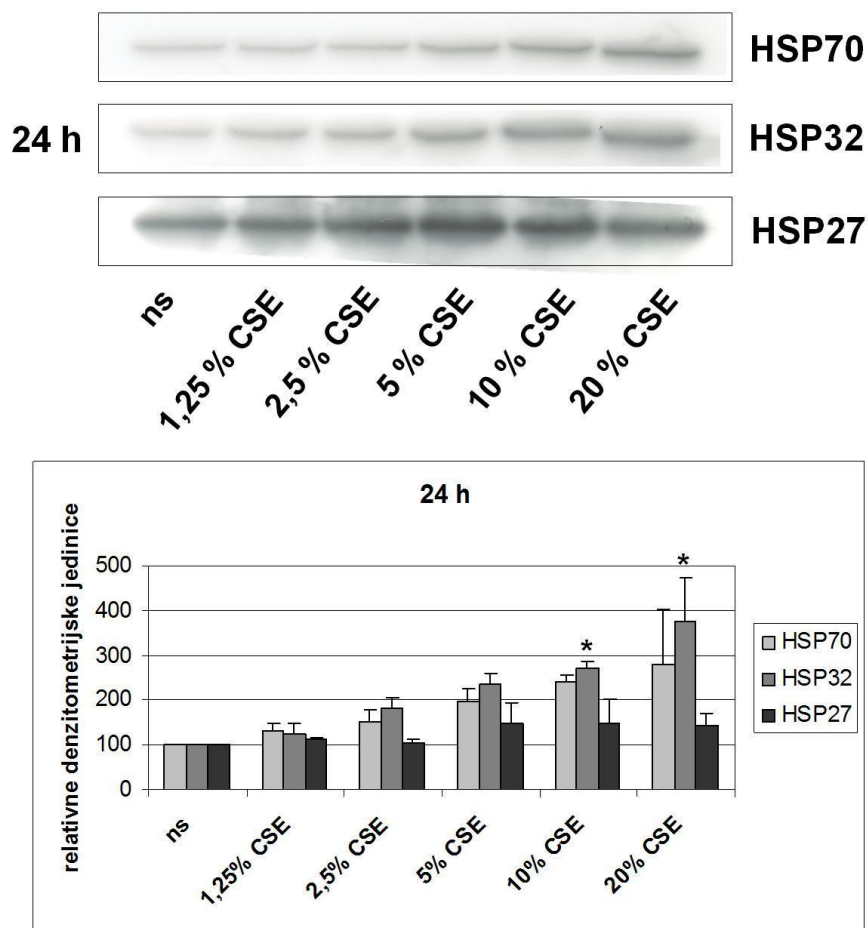 HSP70
24 h
HSP32
HSP27
ns
1,25 % CSE
2,5 % CSE
5 % CSE
10 % CSE
20 % CSE
24 h
relativne denzitometrijske jedinice
500
400
300
200
100
0
*
*
ns
1,25% CSE
2,5% CSE
5% CSE
10% CSE
20% CSE
HSP70
HSP32
HSP27